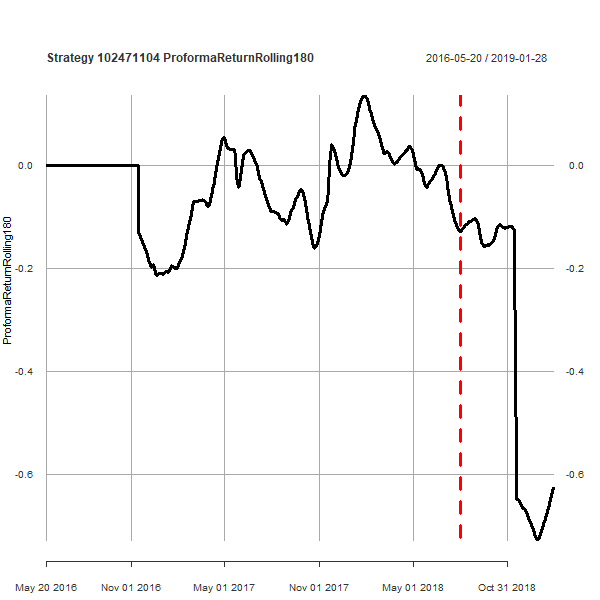 Strategy 102471104 ProformaReturnRolling180
2016-05-20 / 2019-01-28
ProformaReturnRolling180
0.0
0.0
-0.2
-0.2
-0.4
-0.4
-0.6
-0.6
May 20 2016
Nov 01 2016
May 01 2017
Nov 01 2017
May 01 2018
Oct 31 2018